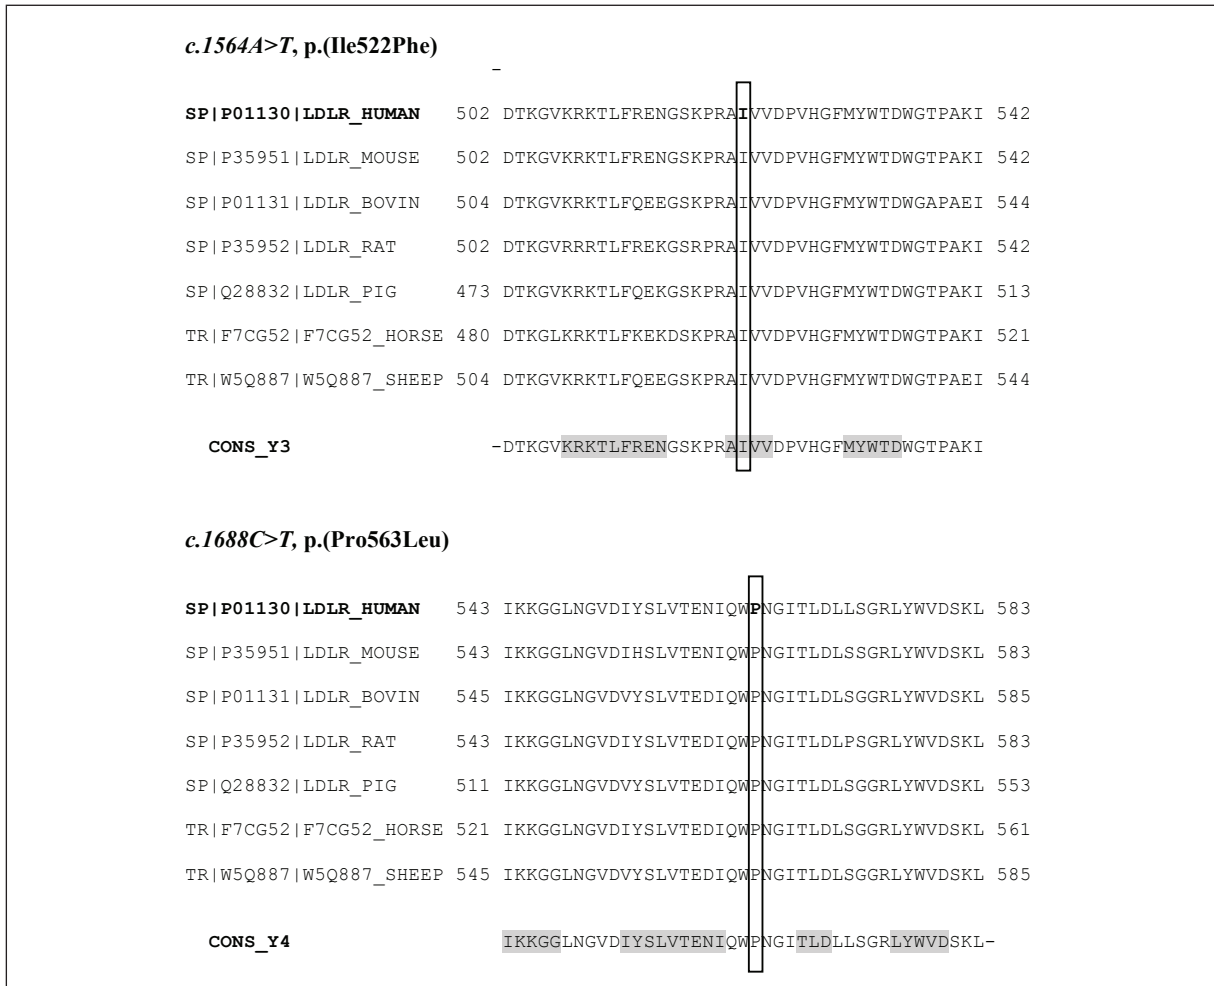 c.1564A>T, p.(Ile522Phe)
–
SP|P01130|LDLR_HUMAN 502 DTKGVKRKTLFRENGSKPRAIVVDPVHGFMYWTDWGTPAKI 542
SP|P35951|LDLR_MOUSE 502 DTKGVKRKTLFRENGSKPRAIVVDPVHGFMYWTDWGTPAKI 542
SP|P01131|LDLR_BOVIN 504 DTKGVKRKTLFQEEGSKPRAIVVDPVHGFMYWTDWGAPAEI 544
SP|P35952|LDLR_RAT 502 DTKGVRRRTLFREKGSRPRAIVVDPVHGFMYWTDWGTPAKI 542
SP|Q28832|LDLR_PIG 473 DTKGVKRKTLFQEKGSKPRAIVVDPVHGFMYWTDWGTPAKI 513
TR|F7CG52|F7CG52_HORSE 480 DTKGLKRKTLFKEKDSKPRAIVVDPVHGFMYWTDWGTPAKI 521
TR|W5Q887|W5Q887_SHEEP 504 DTKGVKRKTLFQEEGSKPRAIVVDPVHGFMYWTDWGTPAEI 544
CONS_Y3 –DTKGVKRKTLFRENGSKPRAIVVDPVHGFMYWTDWGTPAKI
c.1688C>T, p.(Pro563Leu)
SP|P01130|LDLR_HUMAN 543 IKKGGLNGVDIYSLVTENIQWPNGITLDLLSGRLYWVDSKL 583
SP|P35951|LDLR_MOUSE 543 IKKGGLNGVDIHSLVTENIQWPNGITLDLSSGRLYWVDSKL 583
SP|P01131|LDLR_BOVIN 545 IKKGGLNGVDVYSLVTEDIQWPNGITLDLSGGRLYWVDSKL 585
SP|P35952|LDLR_RAT 543 IKKGGLNGVDIYSLVTEDIQWPNGITLDLPSGRLYWVDSKL 583
SP|Q28832|LDLR_PIG 511 IKKGGLNGVDVYSLVTEDIQWPNGITLDLSGGRLYWVDSKL 553
TR|F7CG52|F7CG52_HORSE 521 IKKGGLNGVDIYSLVTEDIQWPNGITLDLSGGRLYWVDSKL 561
TR|W5Q887|W5Q887_SHEEP 545 IKKGGLNGVDVYSLVTEDIQWPNGITLDLSGGRLYWVDSKL 585
CONS_Y4 IKKGGLNGVDIYSLVTENIQWPNGITLDLLSGRLYWVDSKL–